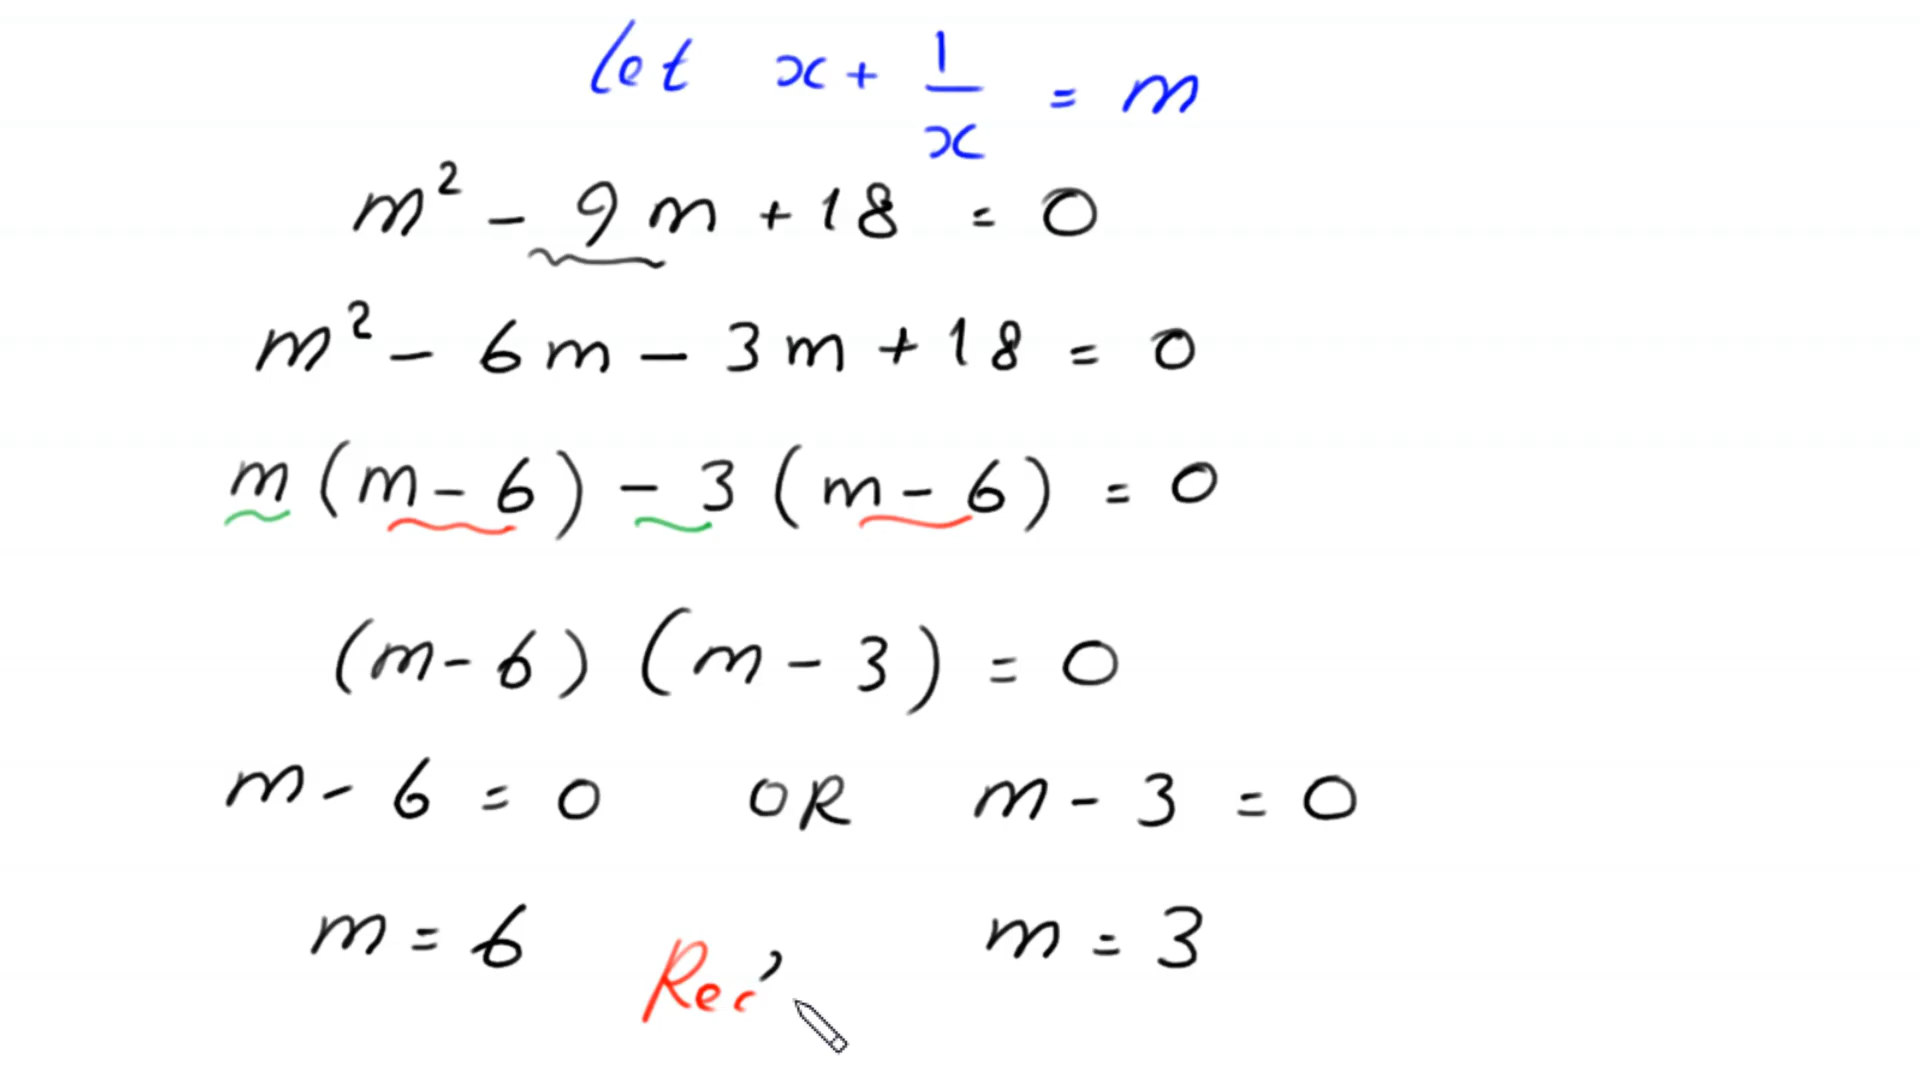 let x + 1/x = m
m² - 9m + 18 = 0
m² - 6m - 3m + 18 = 0
m (m - 6) - 3 (m - 6) = 0
(m - 6) (m - 3) = 0
m - 6 = 0 OR m - 3 = 0
m = 6 m = 3
Rec